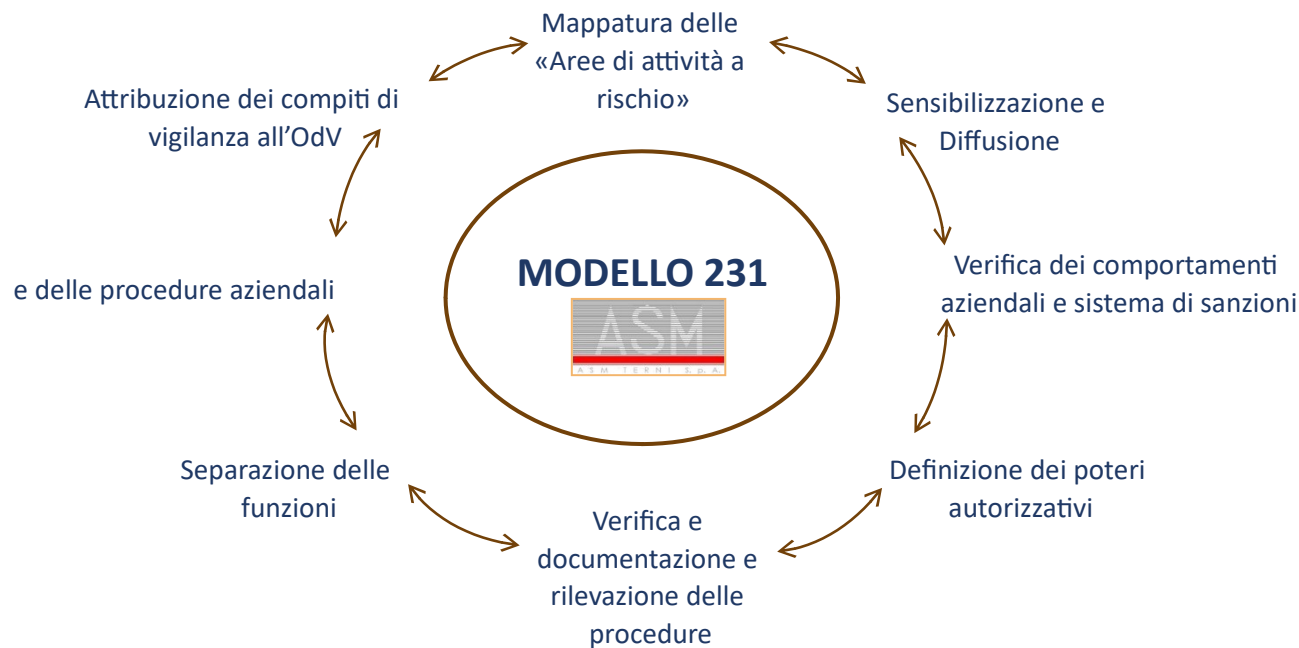 Mappatura delle
«Aree di attività a
rischio»
Sensibilizzazione e
Diffusione
Verifica dei comportamenti
aziendali e sistema di sanzioni
Definizione dei poteri
autorizzativi
Verifica e
documentazione e
rilevazione delle
procedure
Separazione delle
funzioni
e delle procedure aziendali
Attribuzione dei compiti di
vigilanza all’OdV
MODELLO 231
ASM
ASM TERNI S.p.A.